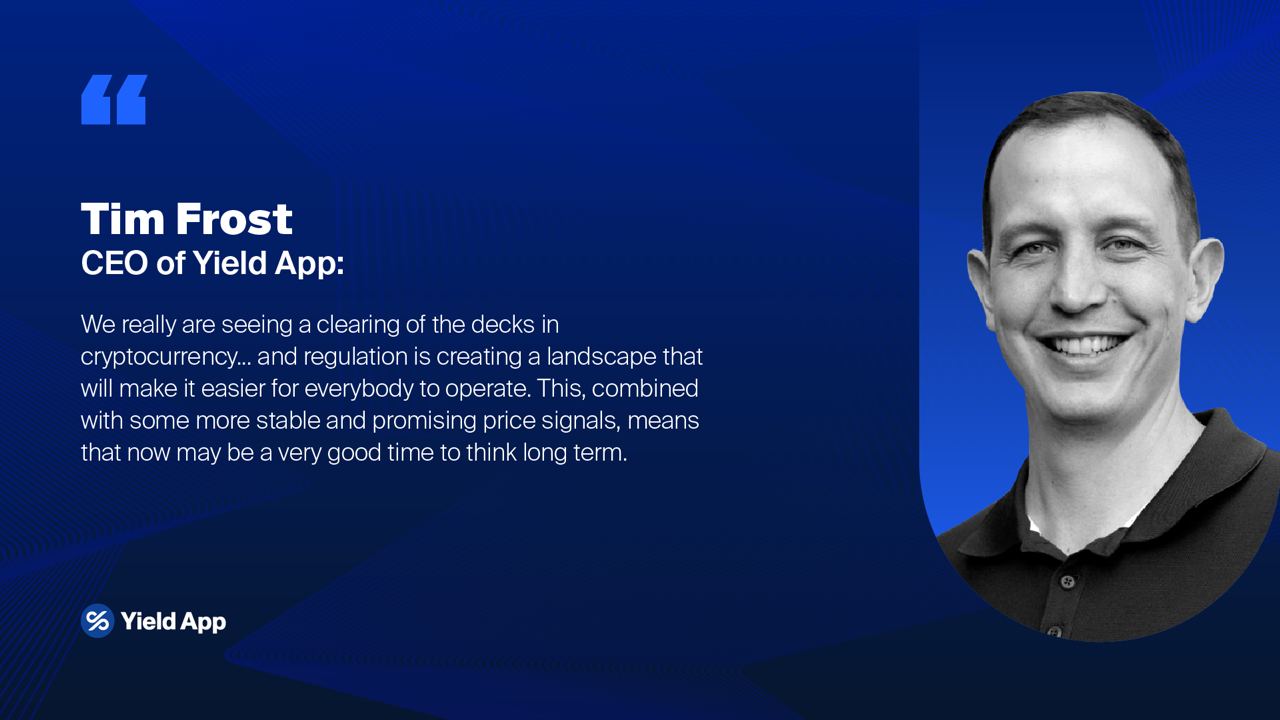 “
Tim Frost
CEO of Yield App:
We really are seeing a clearing of the decks in
cryptocurrency... and regulation is creating a landscape that
will make it easier for everybody to operate. This, combined
with some more stable and promising price signals, means
that now may be a very good time to think long term.
Yield App